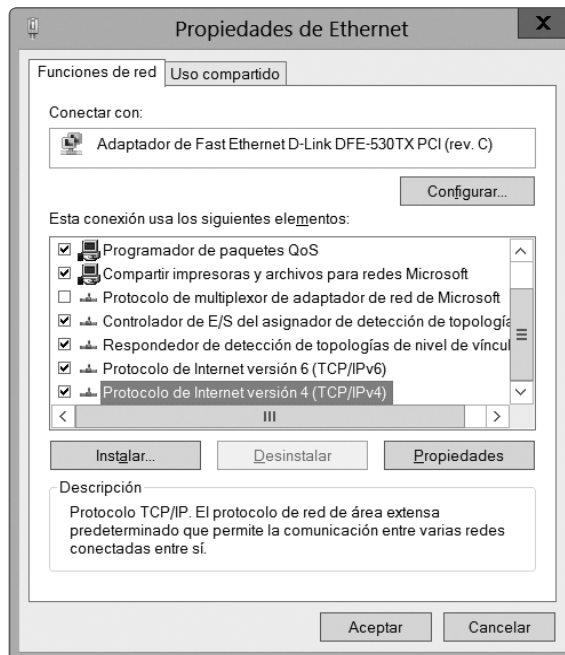 Propiedades de Ethernet
Funciones de red
Uso compartido
Conectar con:
Adaptador de Fast Ethernet D-Link DFE-530TX PCI (rev. C)
Configurar...
Esta conexión usa los siguientes elementos:
Programador de paquetes QoS
Compartir impresoras y archivos para redes Microsoft
Protocolo de multiplexor de adaptador de red de Microsoft
Controlador de E/S del asignador de detección de topología
Respondedor de detección de topologías de nivel de víncul
Protocolo de Internet versión 6 (TCP/IPv6)
Protocolo de Internet versión 4 (TCP/IPv4)
Instalar...
Desinstalar
Propiedades
Descripción
Protocolo TCP/IP. El protocolo de red de área extensa
predeterminado que permite la comunicación entre varias redes
conectadas entre sí.
Aceptar
Cancelar